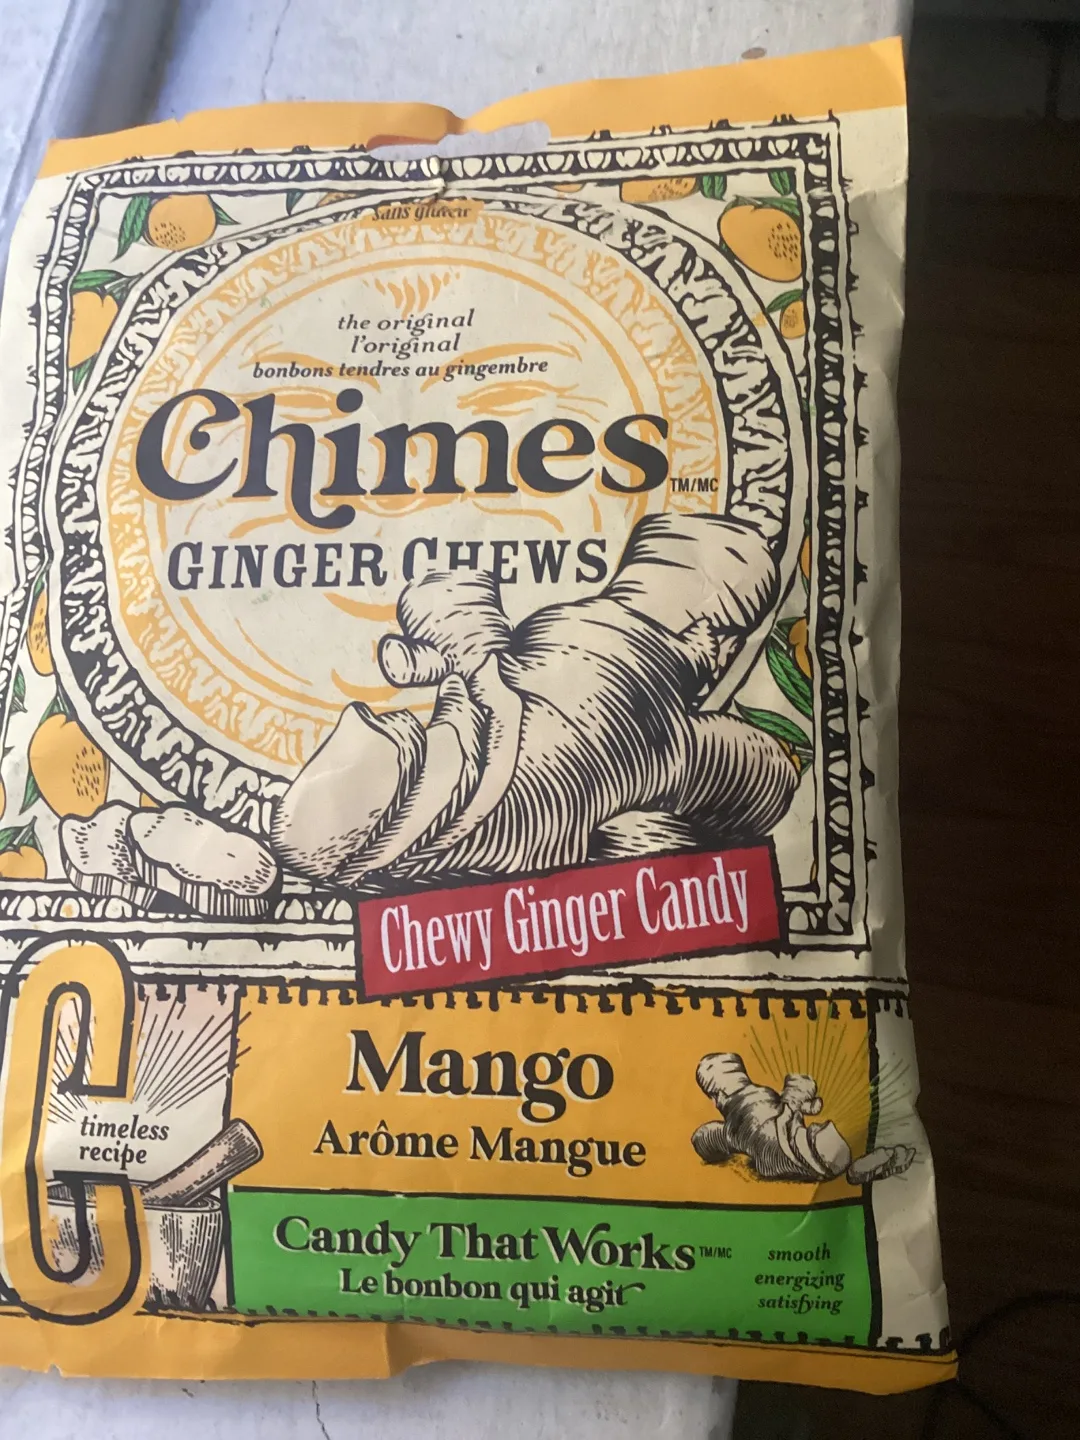 sans gluten
the original
l'original
bonbons tendres au gingembre
Chimes TM/MC
GINGER CHEWS
Chewy Ginger Candy
timeless
recipe
Mango
Arôme Mangue
Candy That Works TM/MC
Le bonbon qui agit
smooth
energizing
satisfying